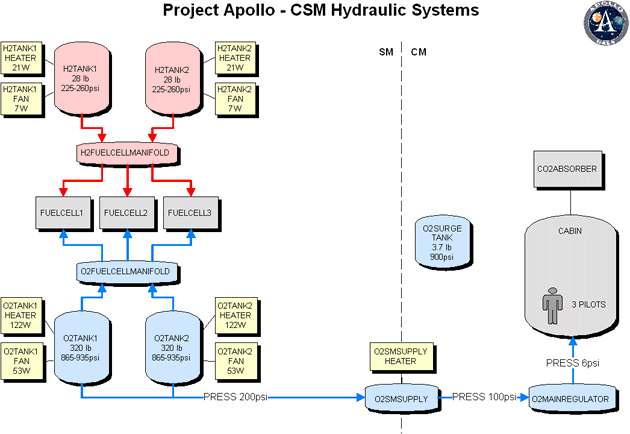 Project Apollo - CSM Hydraulic Systems
H2TANK1
HEATER
21W
H2TANK1
FAN
7W
H2TANK1
28 lb
225-260psi
H2TANK2
28 lb
225-260psi
H2TANK2
HEATER
21W
H2TANK2
FAN
7W
SM
CM
H2FUELCELLMANIFOLD
FUELCELL1
FUELCELL2
FUELCELL3
O2FUELCELLMANIFOLD
O2TANK1
HEATER
122W
O2TANK1
FAN
53W
O2TANK1
320 lb
865-935psi
O2TANK2
320 lb
865-935psi
O2TANK2
HEATER
122W
O2TANK2
FAN
53W
PRESS 200psi
O2SMSUPPLY
HEATER
O2SMSUPPLY
O2SURGE
TANK
3.7 lb
900psi
CO2ABSORBER
CABIN
3 PILOTS
PRESS 6psi
PRESS 100psi
O2MAINREGULATOR